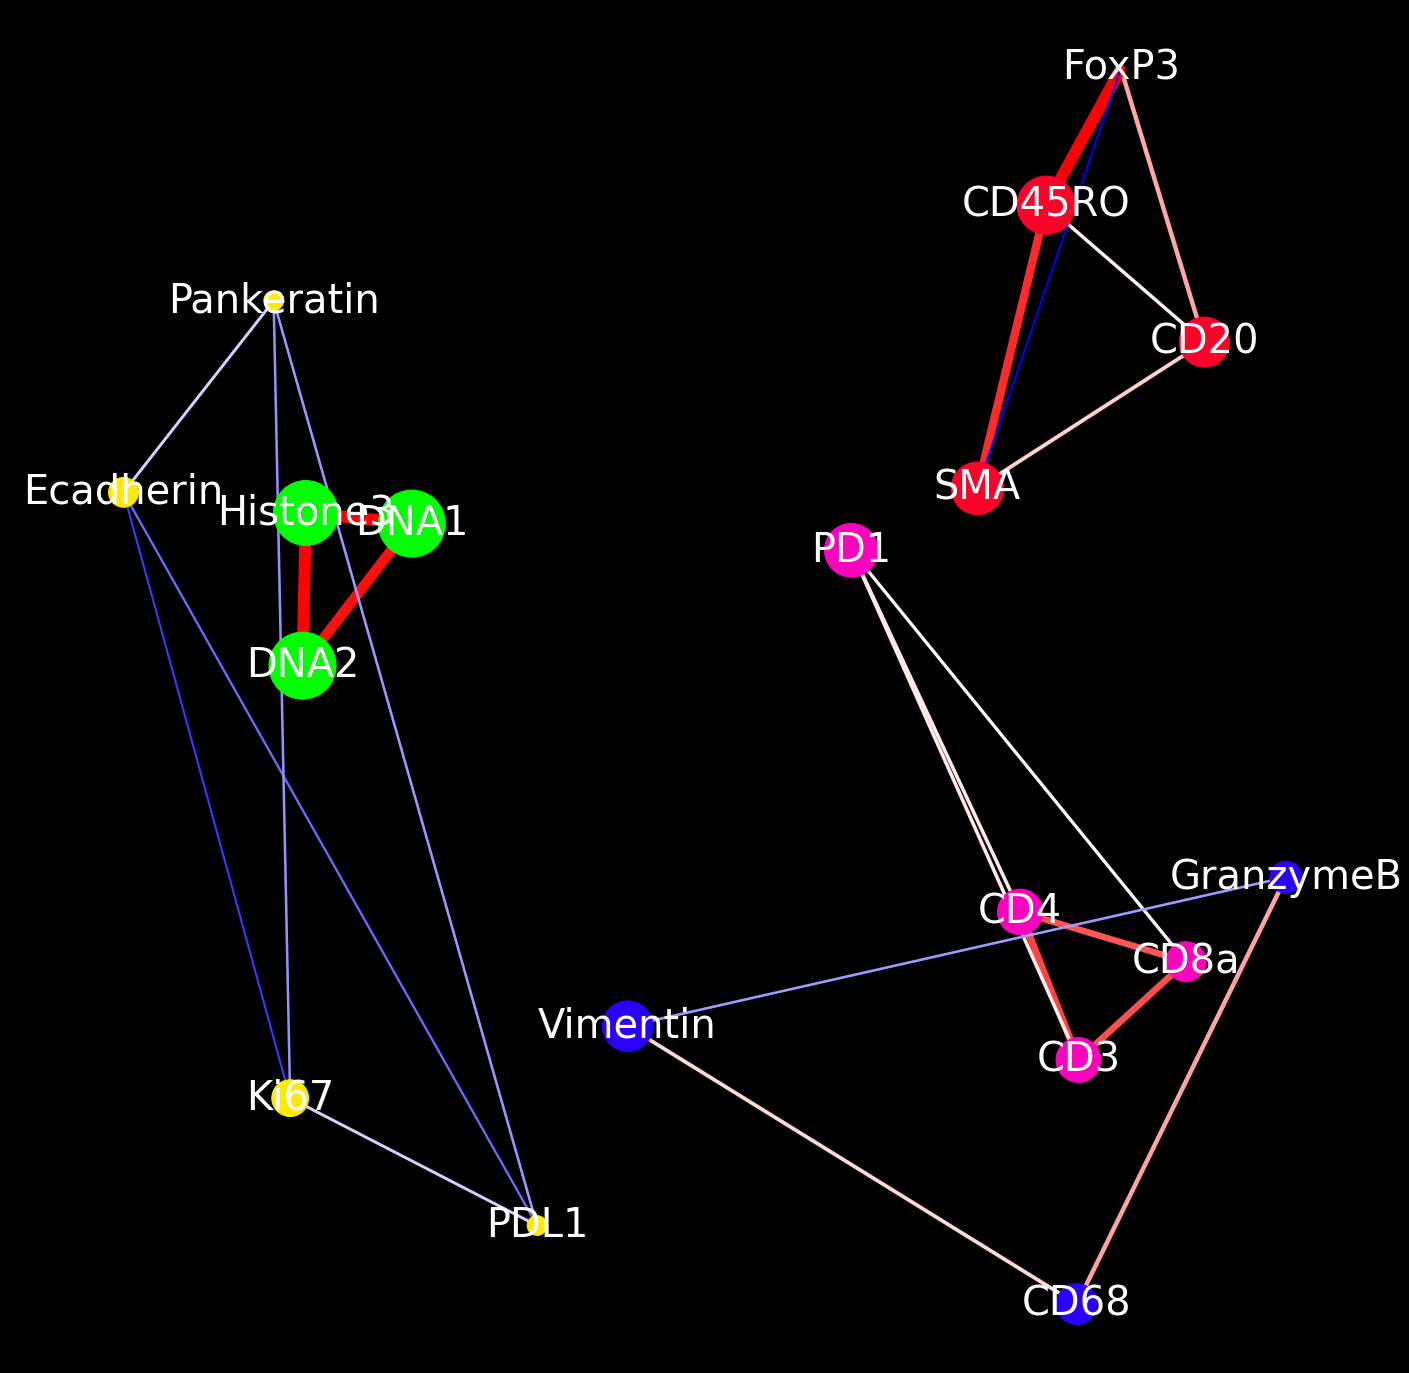 FoxP3
CD45RO
Pankeratin
CD20
Ecadherin
SMA
Histone3
DNA1
PD1
DNA2
GranzymeB
CD4
CD8a
Vimentin
CD3
Ki67
PDL1
CD68